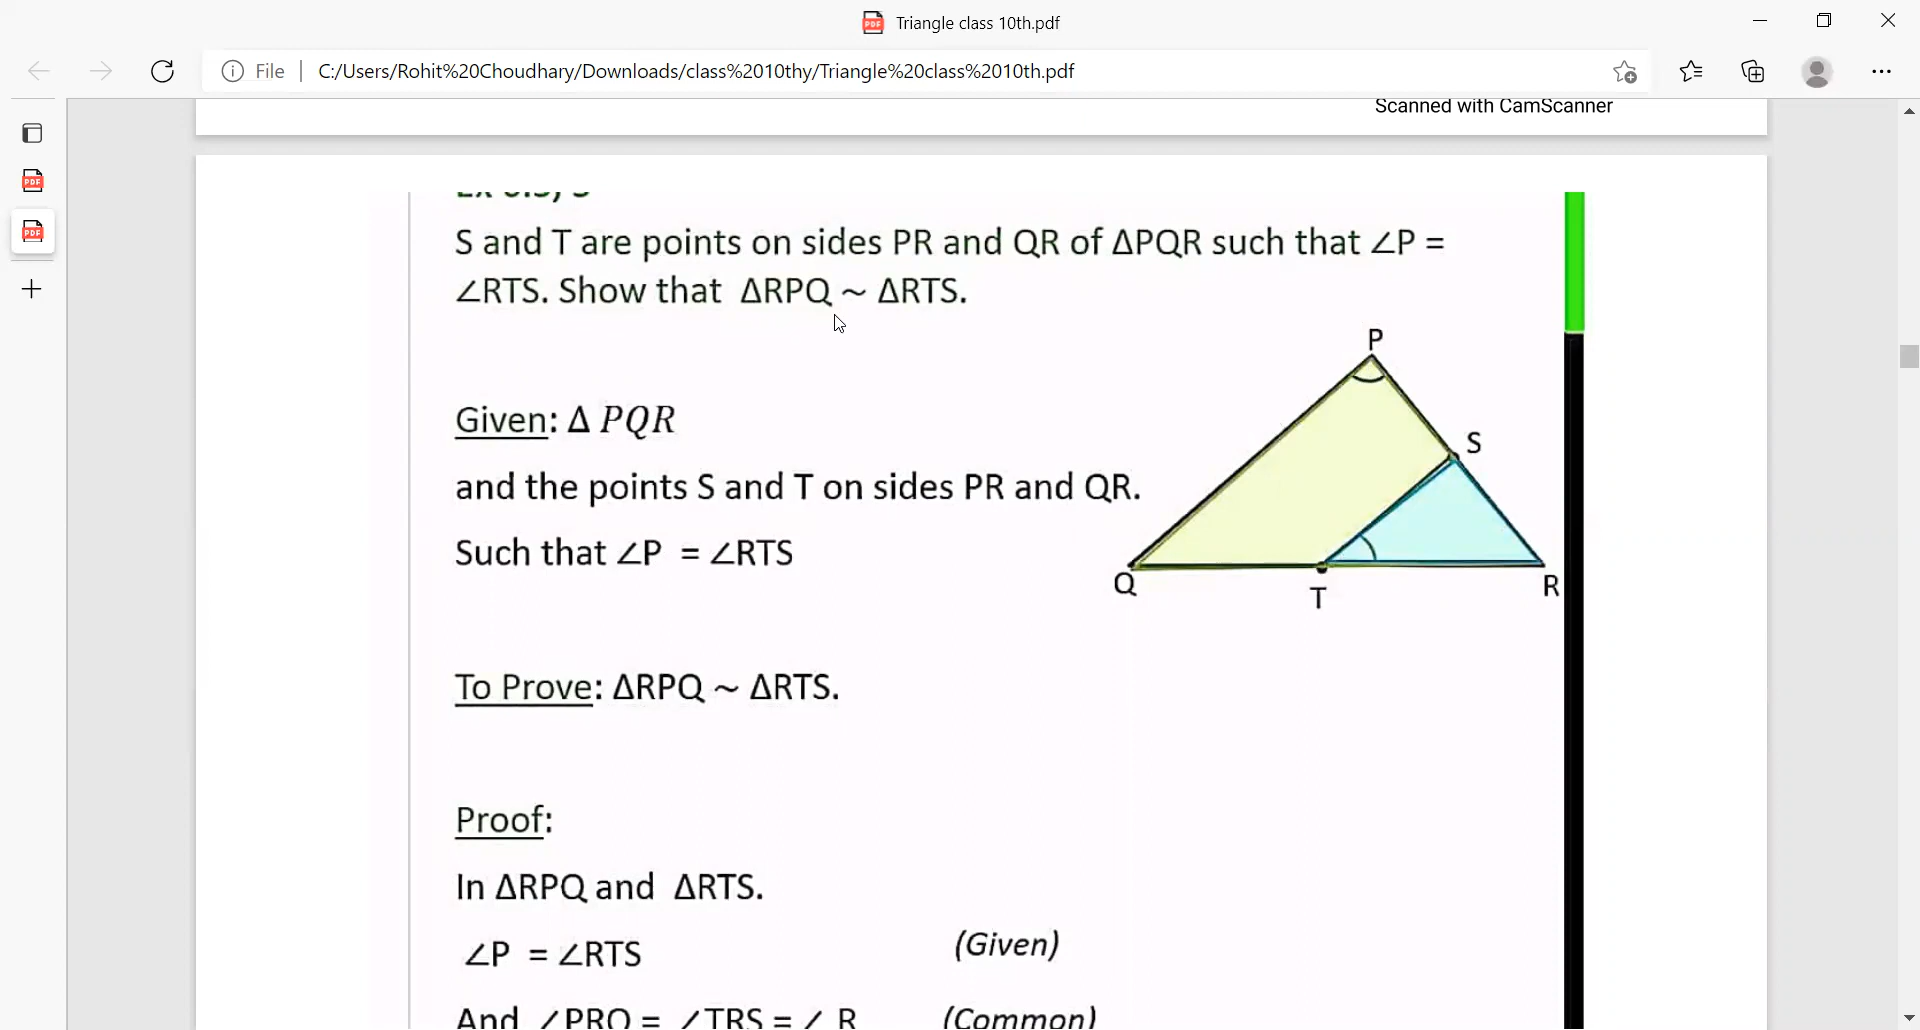 Triangle class 10th.pdf
File
C:/Users/Rohit%20Choudhary/Downloads/class%2010thy/Triangle%20class%2010th.pdf
Scanned with CamScanner
S and T are points on sides PR and QR of ΔPQR such that ∠P =
∠RTS. Show that ΔRPQ ~ ΔRTS.
P
Given: Δ PQR
S
and the points S and T on sides PR and QR.
Such that ∠P = ∠RTS
Q
T
R
To Prove: ΔRPQ ~ ΔRTS.
Proof:
In ΔRPQ and ΔRTS.
∠P = ∠RTS (Given)
And ∠PRQ = ∠TRS = ∠ R (Common)